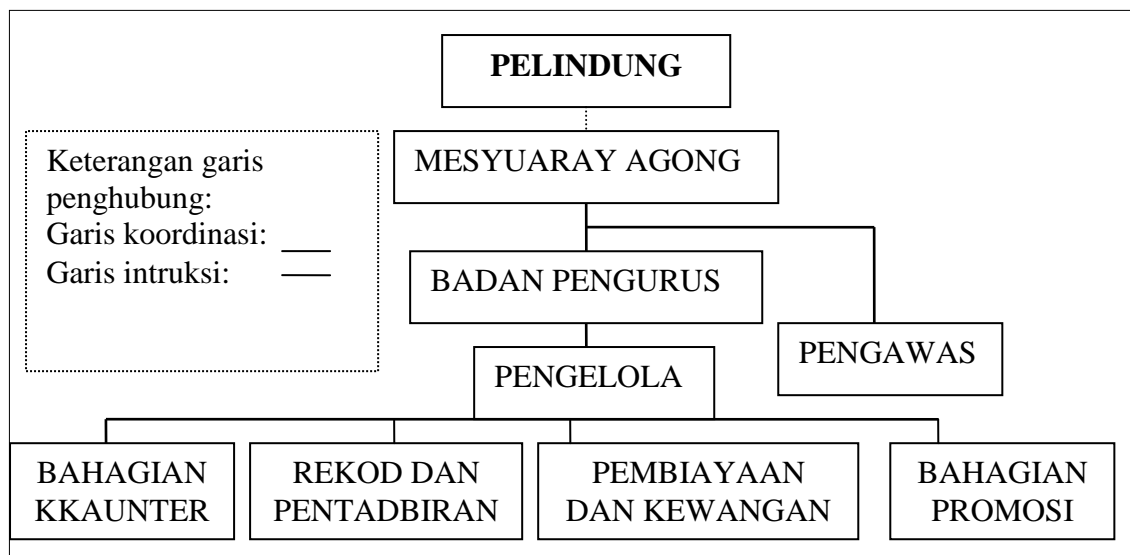 PELINDUNG
Keterangan garis
penghubung:
Garis koordinasi:
Garis intruksi:
MESYUARAY AGONG
BADAN PENGURUS
PENGAWAS
PENGELOLA
BAHAGIAN
KKAUNTER
REKOD DAN
PENTADBIRAN
PEMBIAYAAN
DAN KEWANGAN
BAHAGIAN
PROMOSI